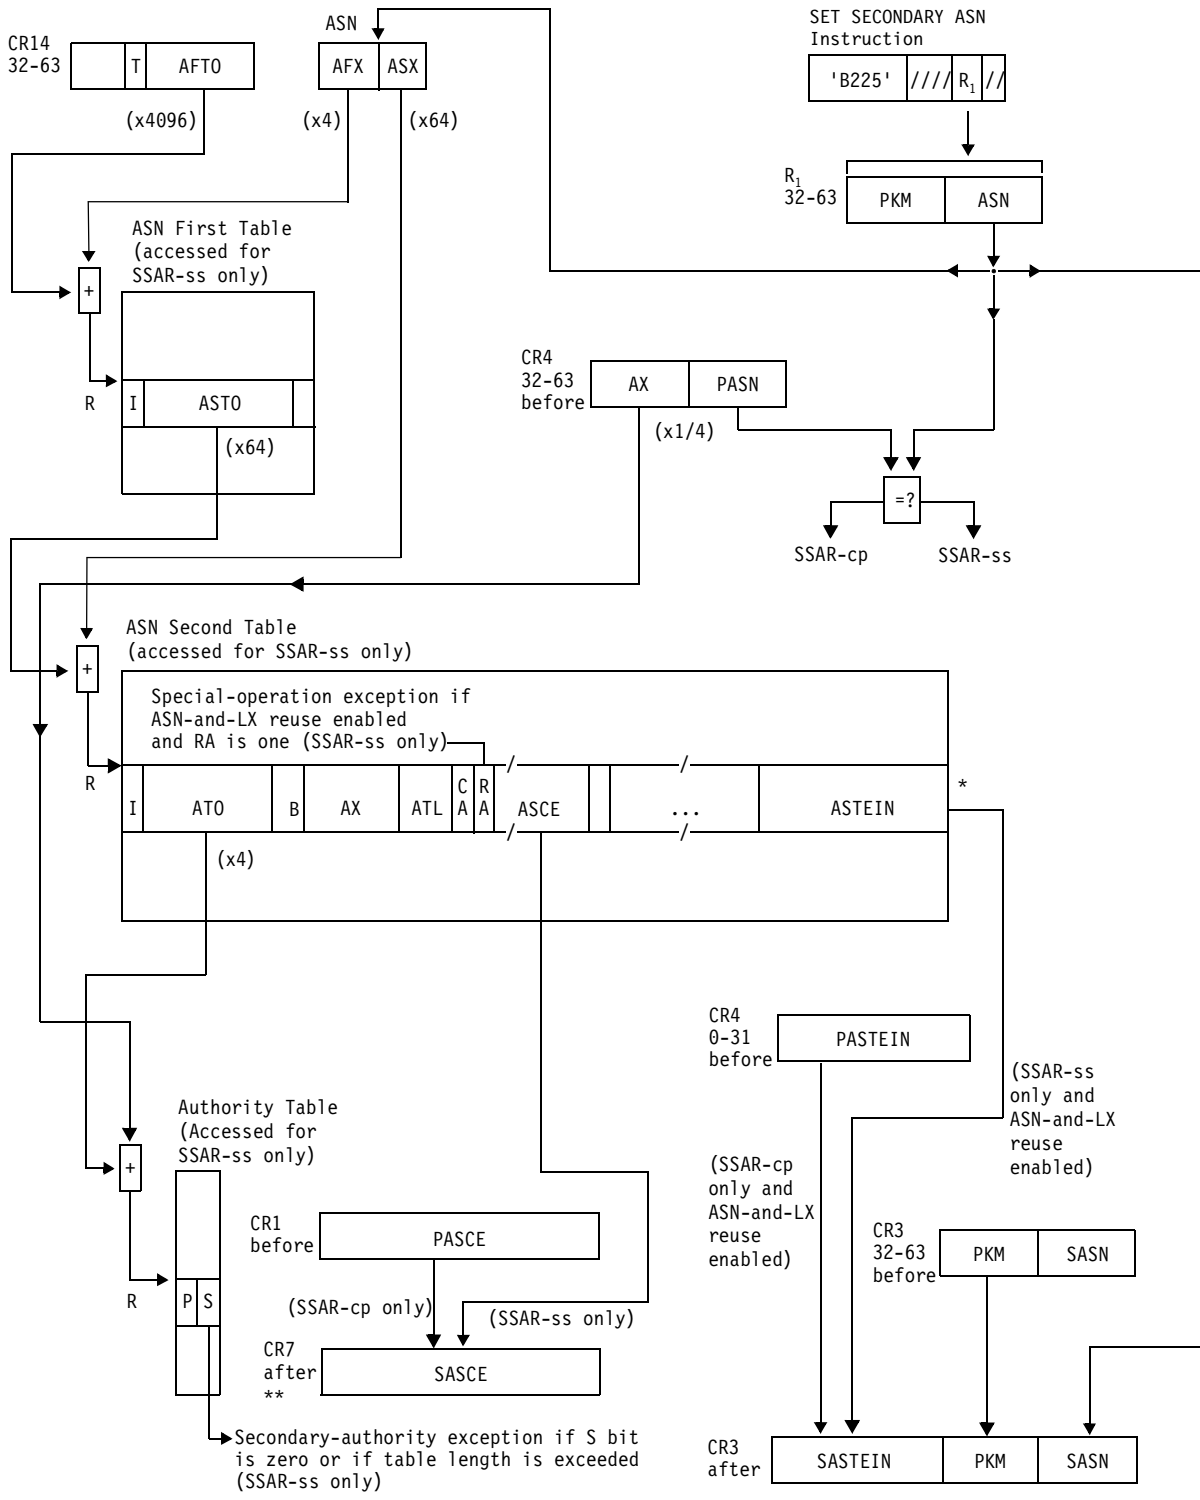 SET SECONDARY ASN
Instruction
'B225' //// R1 //
ASN
CR14
32-63
T AFTO
AFX ASX
(x4096)
(x4)
(x64)
R1
32-63
PKM ASN
ASN First Table
(accessed for
SSAR-ss only)
+
R
I ASTO
(x64)
CR4
32-63
before
AX PASN
(x1/4)
=?
SSAR-cp
SSAR-ss
ASN Second Table
(accessed for SSAR-ss only)
+
R
Special-operation exception if
ASN-and-LX reuse enabled
and RA is one (SSAR-ss only)
I ATO B AX ATL CA RA ASCE ... ASTEIN
*
(x4)
CR4
0-31
before
PASTEIN
(SSAR-ss
only and
ASN-and-LX
reuse
enabled)
Authority Table
(Accessed for
SSAR-ss only)
+
R
P S
(SSAR-cp
only and
ASN-and-LX
reuse
enabled)
CR1
before
PASCE
CR3
32-63
before
PKM SASN
(SSAR-cp only)
(SSAR-ss only)
CR7
after
**
SASCE
Secondary-authority exception if S bit
is zero or if table length is exceeded
(SSAR-ss only)
CR3
after
SASTEIN PKM SASN